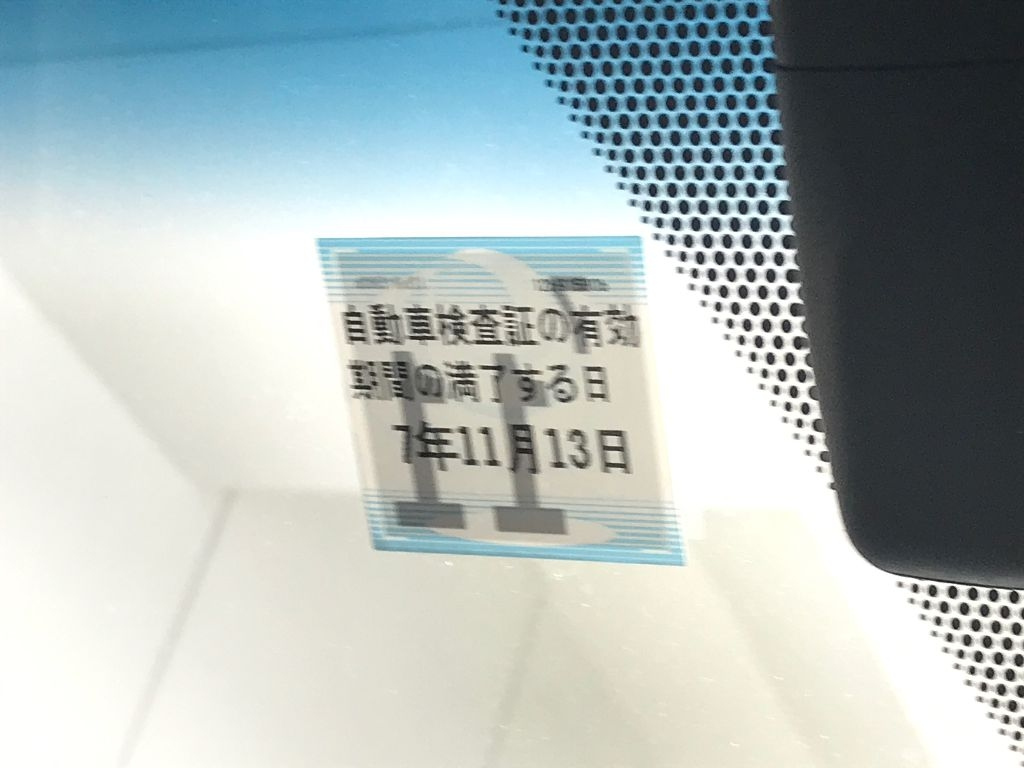 自動車検査証の有効
期間の満了する日
7年11月13日